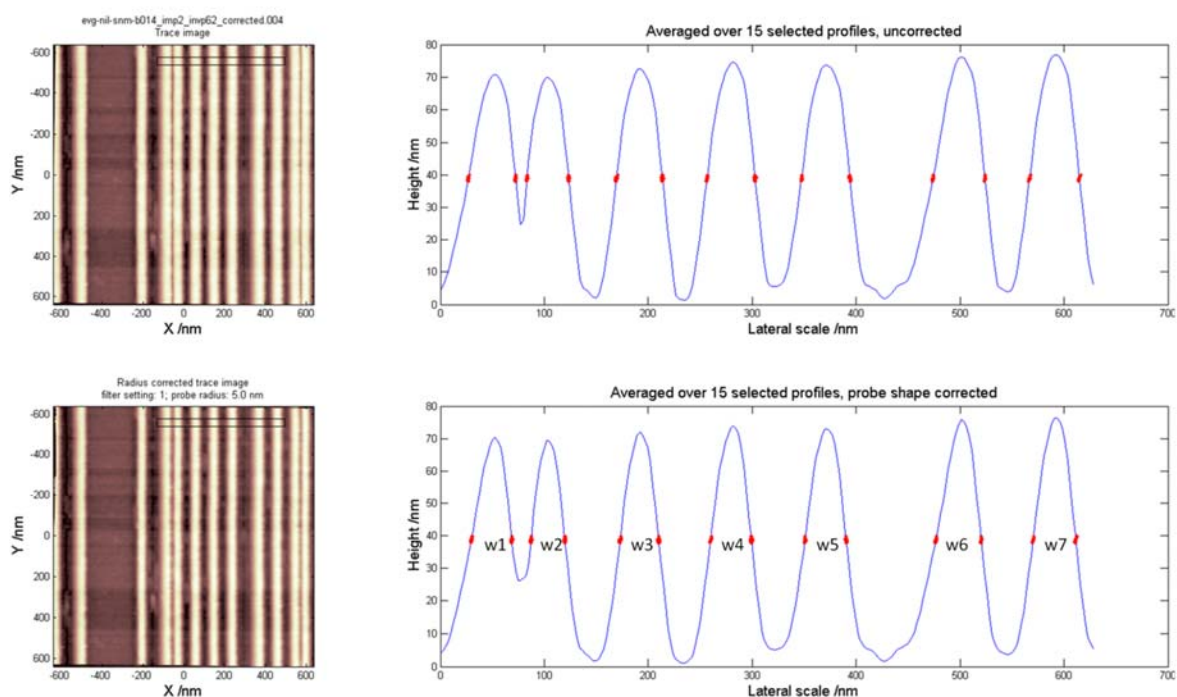 evg-nil-snm-b014_imp2_invp62_corrected.004
Trace image
-600
-400
-200
0
200
400
600
Y /nm
-600 -400 -200 0 200 400 600
X /nm
Averaged over 15 selected profiles, uncorrected
80
70
60
50
40
30
20
10
0
Height /nm
0 100 200 300 400 500 600 700
Lateral scale /nm
Radius corrected trace image
filter setting: 1; probe radius: 5.0 nm
-600
-400
-200
0
200
400
600
Y /nm
-600 -400 -200 0 200 400 600
X /nm
Averaged over 15 selected profiles, probe shape corrected
80
70
60
50
40
30
20
10
0
Height /nm
w1 w2 w3 w4 w5 w6 w7
0 100 200 300 400 500 600 700
Lateral scale /nm